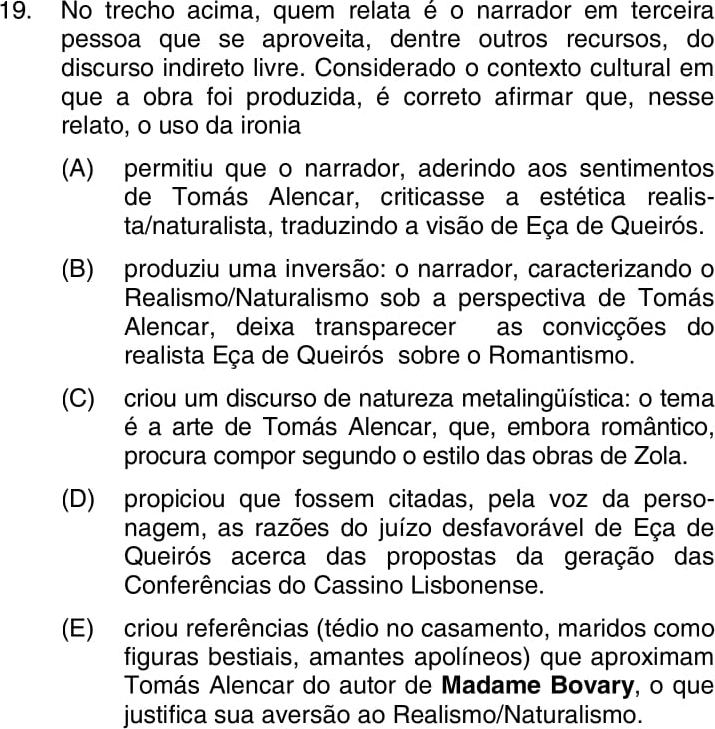 19. No trecho acima, quem relata é o narrador em terceira
pessoa que se aproveita, dentre outros recursos, do
discurso indireto livre. Considerado o contexto cultural em
que a obra foi produzida, é correto afirmar que, nesse
relato, o uso da ironia
(A) permitiu que o narrador, aderindo aos sentimentos
de Tomás Alencar, criticasse a estética realis-
ta/naturalista, traduzindo a visão de Eça de Queirós.
(B) produziu uma inversão: o narrador, caracterizando o
Realismo/Naturalismo sob a perspectiva de Tomás
Alencar, deixa transparecer as convicções do
realista Eça de Queirós sobre o Romantismo.
(C) criou um discurso de natureza metalingüística: o tema
é a arte de Tomás Alencar, que, embora romântico,
procura compor segundo o estilo das obras de Zola.
(D) propiciou que fossem citadas, pela voz da perso-
nagem, as razões do juízo desfavorável de Eça de
Queirós acerca das propostas da geração das
Conferências do Cassino Lisbonense.
(E) criou referências (tédio no casamento, maridos como
figuras bestiais, amantes apolíneos) que aproximam
Tomás Alencar do autor de Madame Bovary, o que
justifica sua aversão ao Realismo/Naturalismo.